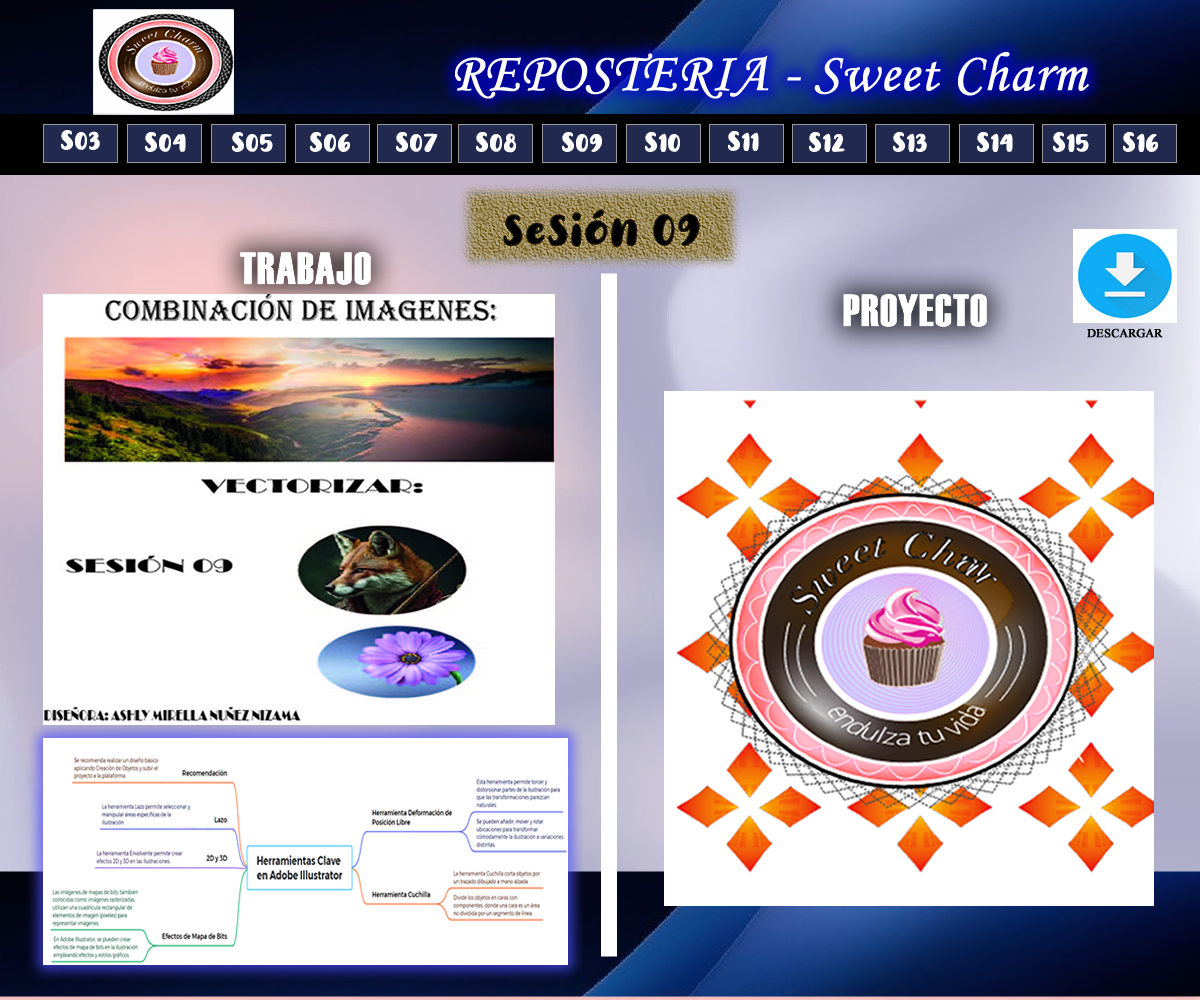 Sweet Charm
endulza tu vida
REPOSTERIA - Sweet Charm
S03 S04 S05 S06 S07 S08 S09 S10 S11 S12 S13 S14 S15 S16
SeSión 09
TRABAJO
COMBINACIÓN DE IMAGENES:
VECTORIZAR:
SESIÓN 09
DISEÑORA: ASHLY MIRELLA NUÑEZ NIZAMA
Se recomienda realizar un diseño básico
aplicando Creación de Objetos y subir el
proyecto a la plataforma.
Recomendación
La herramienta Lazo permite seleccionar y
manipular áreas específicas de la
ilustración.
Lazo
La herramienta Envolvente permite crear
efectos 2D y 3D en las ilustraciones.
2D y 3D
Las imágenes de mapas de bits, también
conocidas como imágenes rasterizadas,
utilizan una cuadrícula rectangular de
elementos de imagen (píxeles) para
representar imágenes.
En Adobe Illustrator, se pueden crear
efectos de mapa de bits en la ilustración
empleando efectos y estilos gráficos.
Efectos de Mapa de Bits
Herramientas Clave
en Adobe Illustrator
Herramienta Deformación de
Posición Libre
Esta herramienta permite torcer y
distorsionar partes de la ilustración para
que las transformaciones parezcan
naturales.
Se pueden añadir, mover y rotar
ubicaciones para transformar
cómodamente la ilustración a variaciones
distintas.
Herramienta Cuchilla
La herramienta Cuchilla corta objetos por
un trazado dibujado a mano alzada.
Divide los objetos en caras con
componentes, donde una cara es un área
no dividida por un segmento de línea.
PROYECTO
DESCARGAR
Sweet Char
endulza tu vida